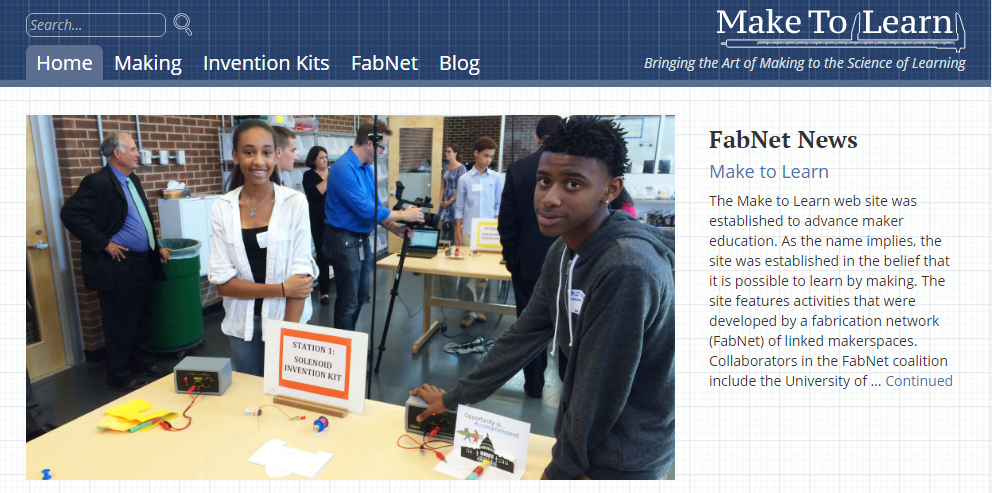 Search...
Make To Learn
Home Making Invention Kits FabNet Blog
Bringing the Art of Making to the Science of Learning
STATION 1:
SOLENOID
INVENTION KIT
Opportunity is
Accomplishment
FabNet News
Make to Learn
The Make to Learn web site was
established to advance maker
education. As the name implies, the
site was established in the belief that
it is possible to learn by making. The
site features activities that were
developed by a fabrication network
(FabNet) of linked makerspaces.
Collaborators in the FabNet coalition
include the University of ... Continued